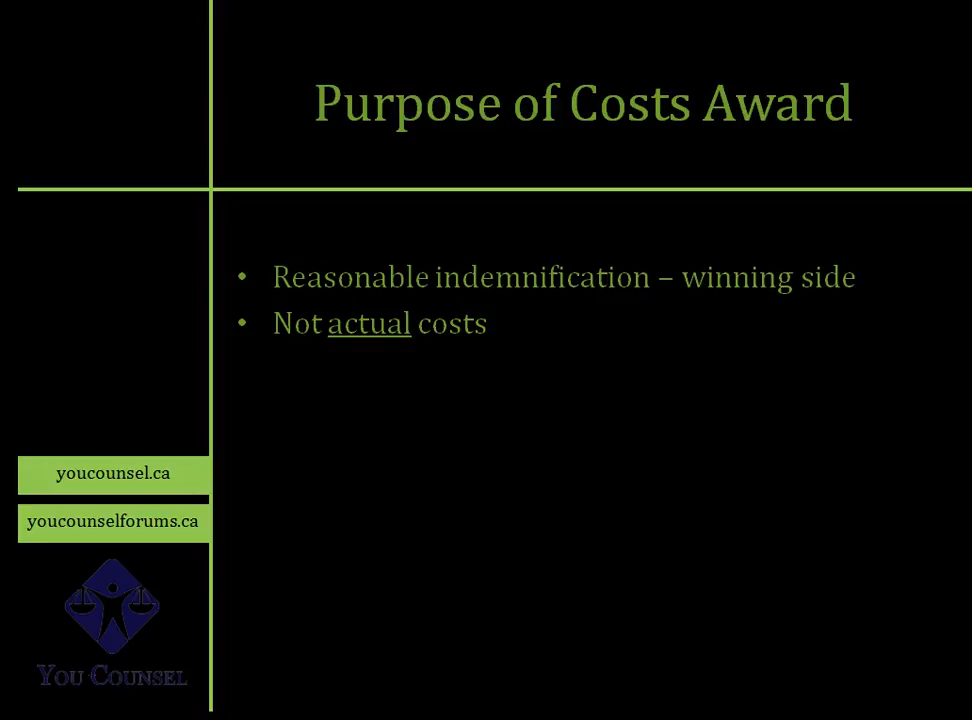 Purpose of Costs Award
• Reasonable indemnification – winning side
• Not actual costs
youcounsel.ca
youcounselforums.ca
YOU COUNSEL